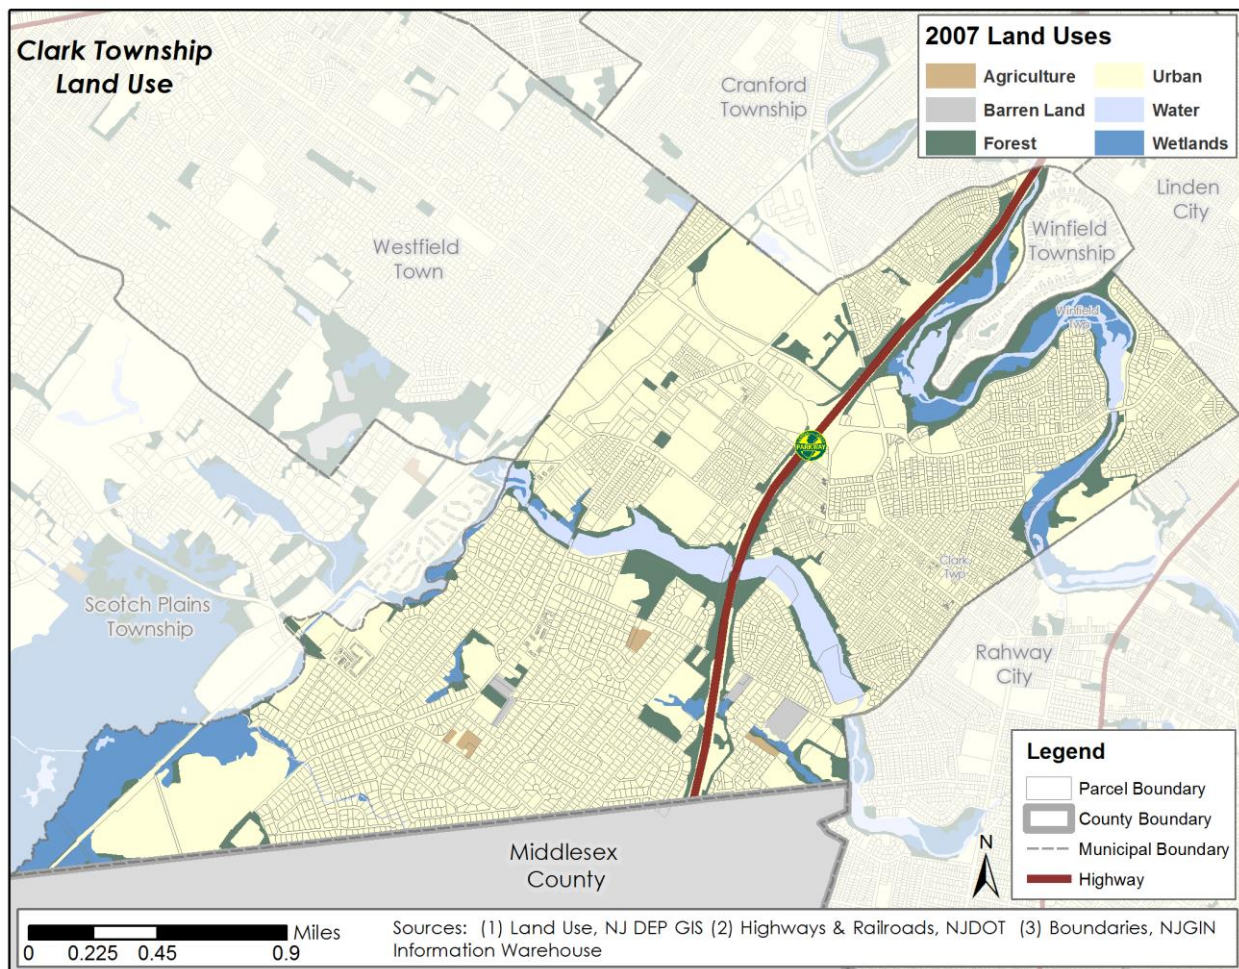 Clark Township
Land Use
2007 Land Uses
Agriculture
Urban
Barren Land
Water
Forest
Wetlands
Cranford
Township
Linden
City
Westfield
Town
Winfield
Township
Winfield
Twp
PARKWAY
Clark
Twp
Scotch Plains
Township
Rahway
City
Middlesex
County
Legend
Parcel Boundary
County Boundary
Municipal Boundary
Highway
N
Miles
0 0.225 0.45 0.9
Sources: (1) Land Use, NJ DEP GIS (2) Highways & Railroads, NJDOT (3) Boundaries, NJGIN
Information Warehouse